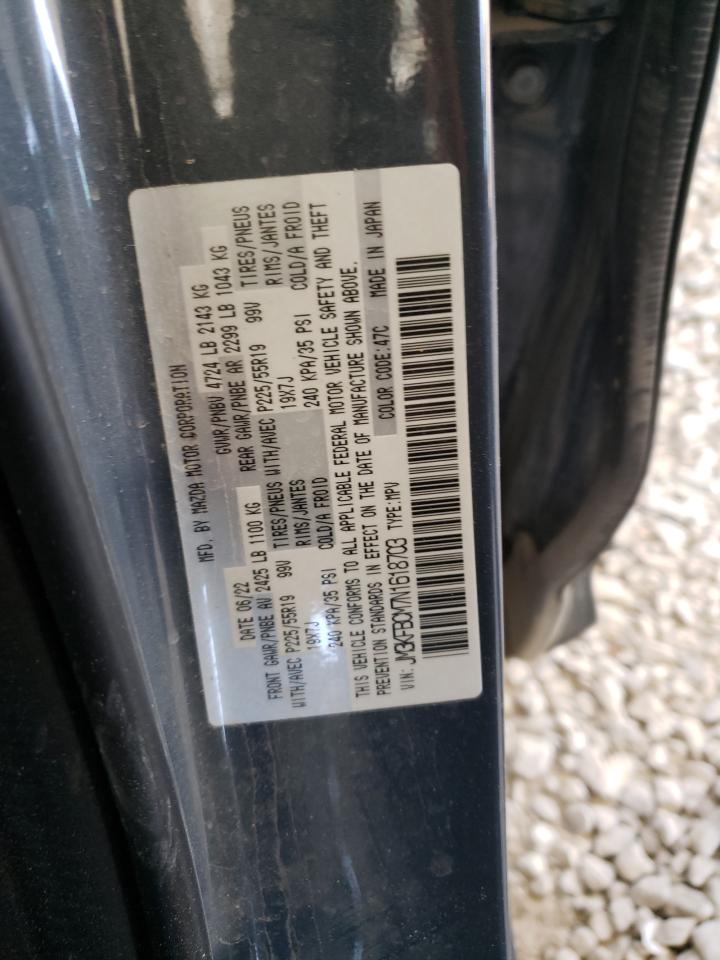 MFD. BY MAZDA MOTOR CORPORATION
DATE 06/22 GVWR/PNBV 4724 LB 2143 KG
FRONT GAWR/PNBE AV 2425 LB 1100 KG REAR GAWR/PNBE AR 2299 LB 1043 KG
WITH/AVEC P225/55R19 99V TIRES/PNEUS WITH/AVEC P225/55R19 99V TIRES/PNEUS
19X7J RIMS/JANTES 19X7J RIMS/JANTES
240 KPA/35 PSI COLD/A FROID 240 KPA/35 PSI COLD/A FROID
THIS VEHICLE CONFORMS TO ALL APPLICABLE FEDERAL MOTOR VEHICLE SAFETY AND THEFT
PREVENTION STANDARDS IN EFFECT ON THE DATE OF MANUFACTURE SHOWN ABOVE.
VIN: JM3KFBCM7N1618703 TYPE:MPV COLOR CODE:47C MADE IN JAPAN